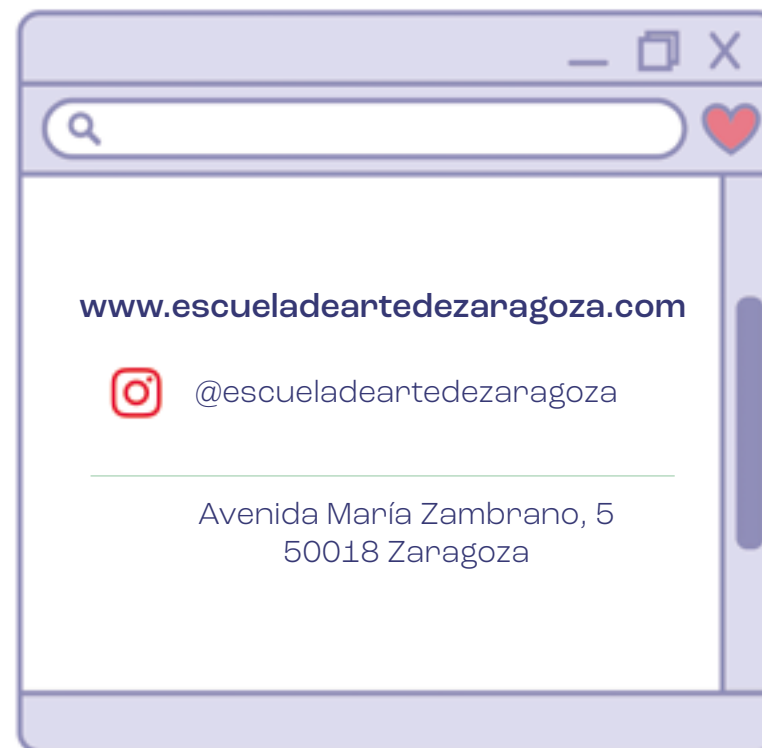 www.escueladeartedezaragoza.com
@escueladeartedezaragoza
Avenida María Zambrano, 5
50018 Zaragoza